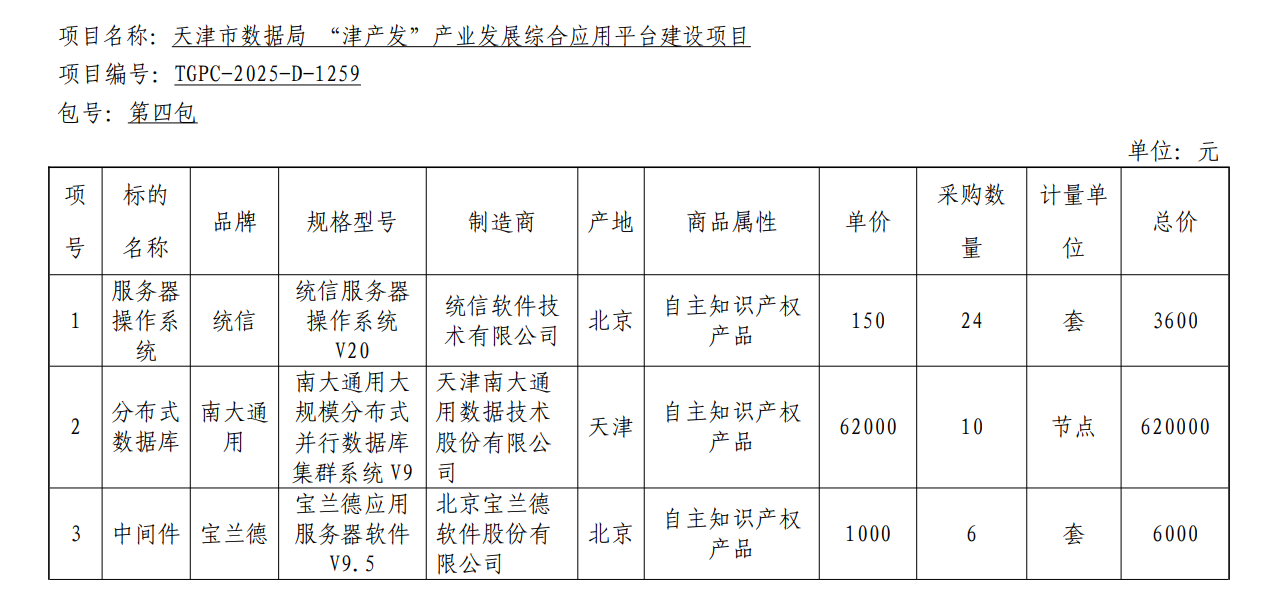 项目名称：天津市数据局 “津产发”产业发展综合应用平台建设项目
项目编号：TGPC-2025-D-1259
包号：第四包
单位：元
项号 标的名称 品牌 规格型号 制造商 产地 商品属性 单价 采购数量 计量单位 总价
1 服务器操作系统 统信 统信服务器操作系统 V20 统信软件技术有限公司 北京 自主知识产权产品 150 24 套 3600
2 分布式数据库 南大通用 南大通用大规模分布式并行数据库集群系统 V9 天津南大通用数据技术股份有限公司 天津 自主知识产权产品 62000 10 节点 620000
3 中间件 宝兰德 宝兰德应用服务器软件 V9.5 北京宝兰德软件股份有限公司 北京 自主知识产权产品 1000 6 套 6000